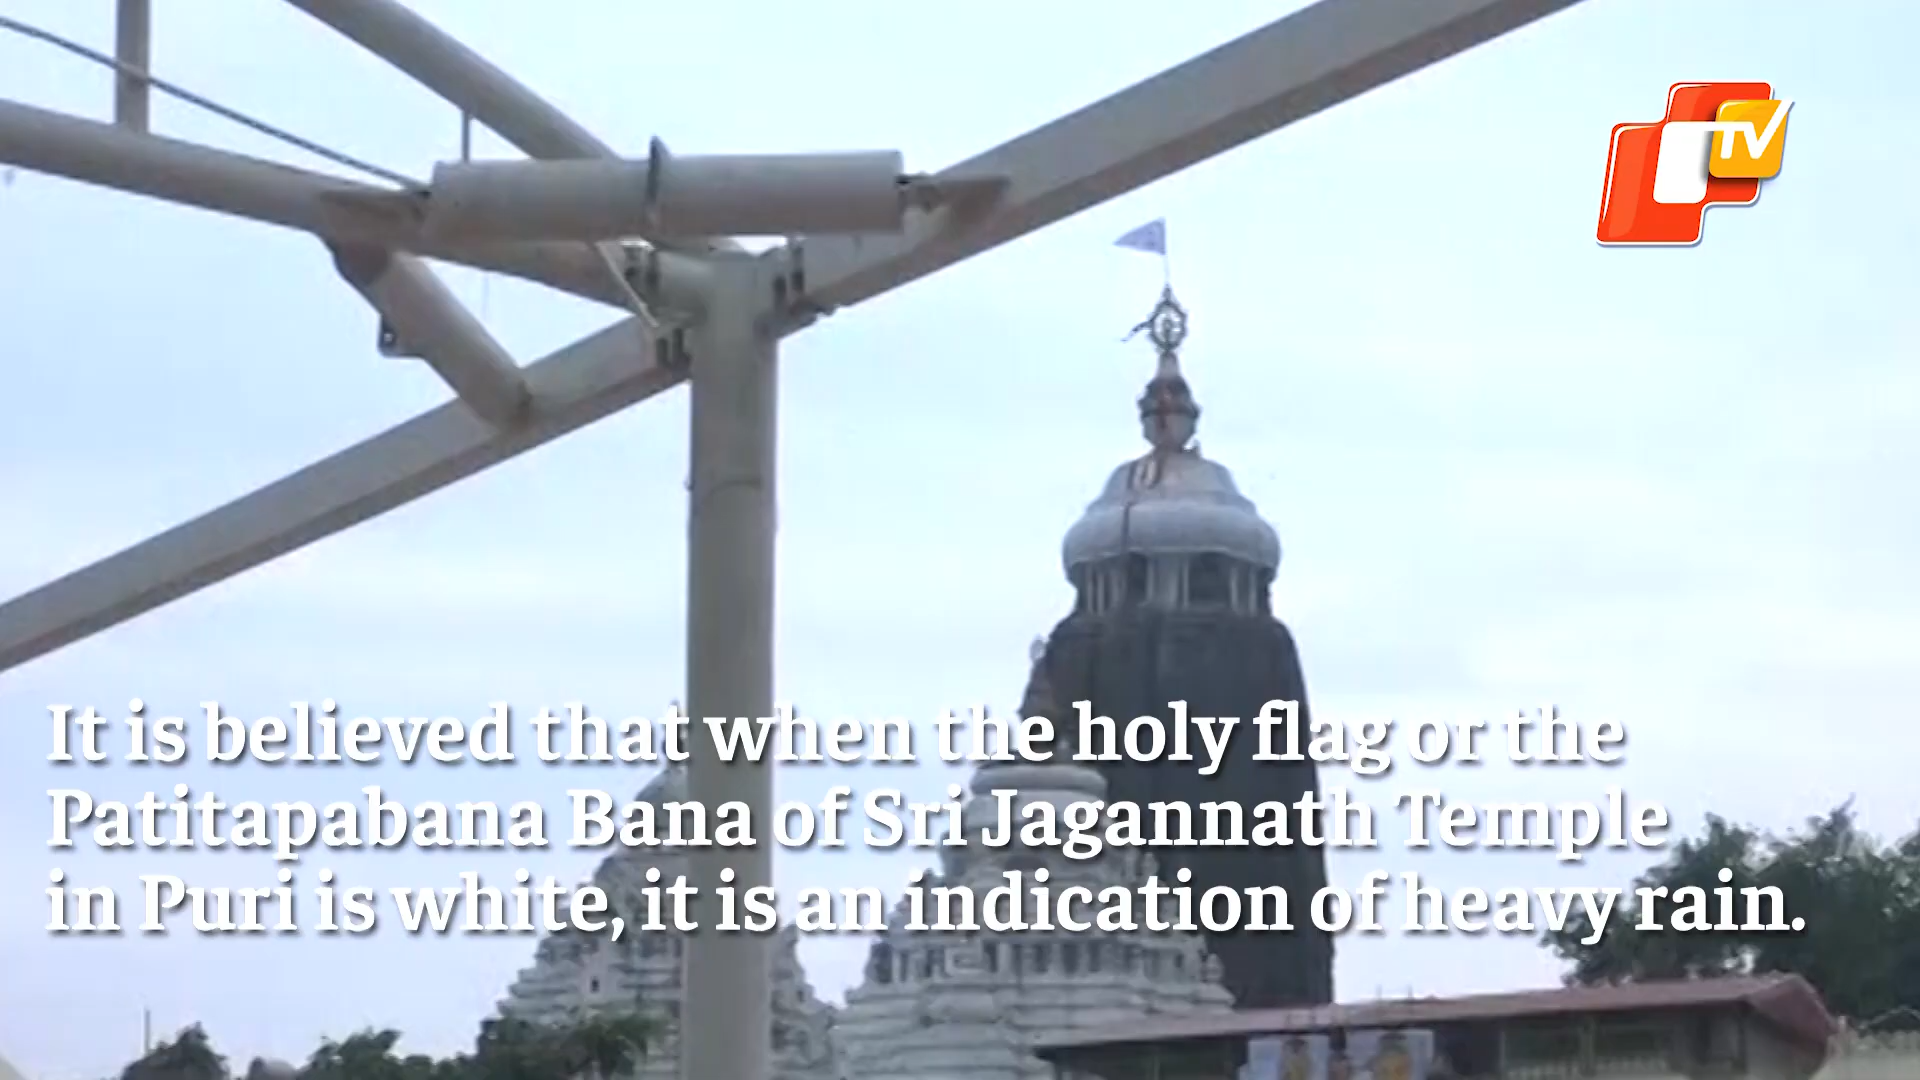 TV
It is believed that when the holy flag or the
Patitapabana Bana of Sri Jagannath Temple
in Puri is white, it is an indication of heavy rain.